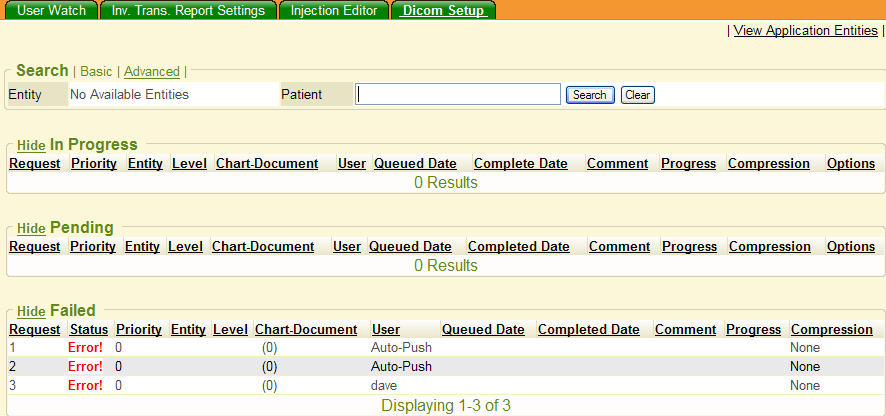 User Watch Inv. Trans. Report Settings Injection Editor Dicom Setup
| View Application Entities |
Search | Basic | Advanced |
Entity No Available Entities Patient Search Clear
Hide In Progress
Request Priority Entity Level Chart-Document User Queued Date Complete Date Comment Progress Compression Options
0 Results
Hide Pending
Request Priority Entity Level Chart-Document User Queued Date Completed Date Comment Progress Compression Options
0 Results
Hide Failed
Request Status Priority Entity Level Chart-Document User Queued Date Completed Date Comment Progress Compression
1 Error! 0 (0) Auto-Push None
2 Error! 0 (0) Auto-Push None
3 Error! 0 (0) dave None
Displaying 1-3 of 3